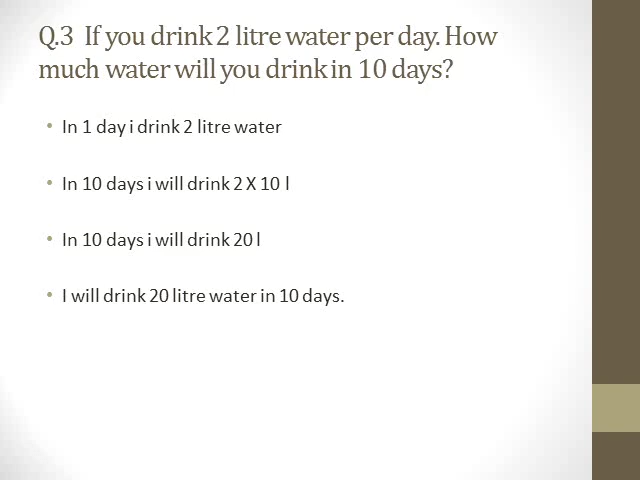 Q.3 If you drink 2 litre water per day. How
much water will you drink in 10 days?
• In 1 day i drink 2 litre water
• In 10 days i will drink 2 X 10 l
• In 10 days i will drink 20 l
• I will drink 20 litre water in 10 days.